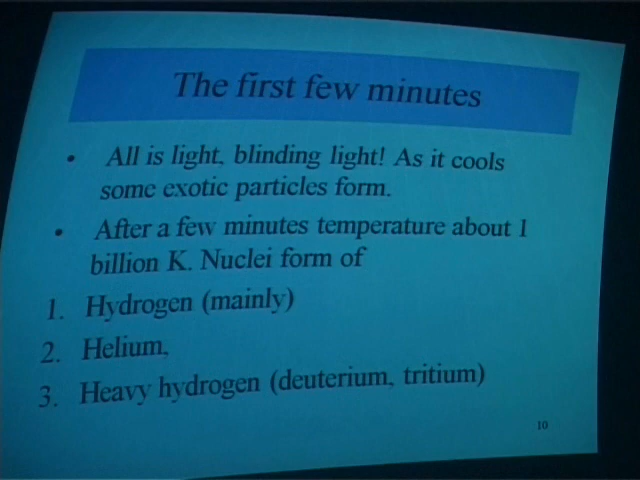 The first few minutes
• All is light, blinding light! As it cools
some exotic particles form.
• After a few minutes temperature about 1
billion K. Nuclei form of
1. Hydrogen (mainly)
2. Helium,
3. Heavy hydrogen (deuterium, tritium)
10